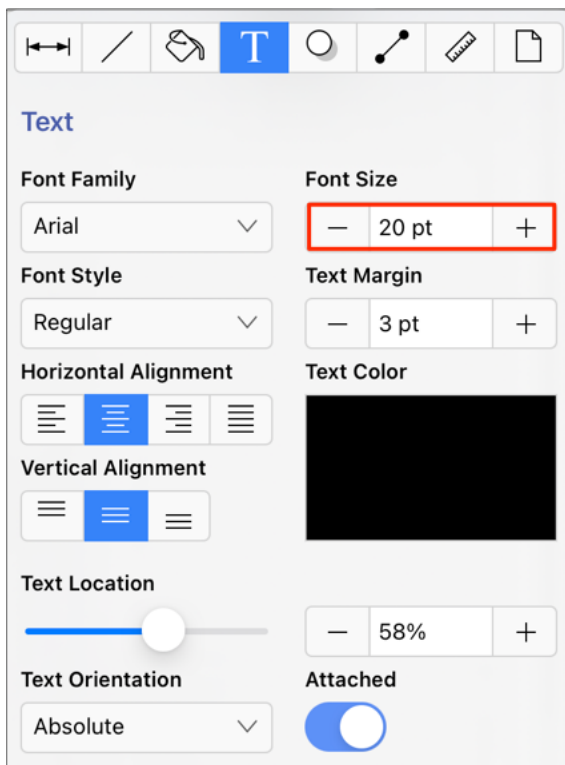 T
Text
Font Family Font Size
Arial — 20 pt +
Font Style Text Margin
Regular — 3 pt +
Horizontal Alignment Text Color
Vertical Alignment
Text Location
— 58% +
Text Orientation Attached
Absolute